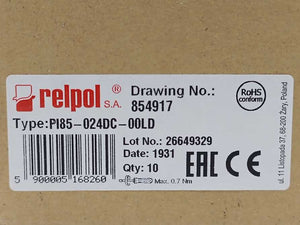 relpol S.A.
Drawing No.:
854917
RoHS
conform
Type:PI85-024DC-00LD
Lot No.: 26649329
Date: 1931
Qty: 10
EAC CE
5 900005 168260
Max. 0,7 Nm
ul. 11 Listopada 37, 68-200 Żary, Poland